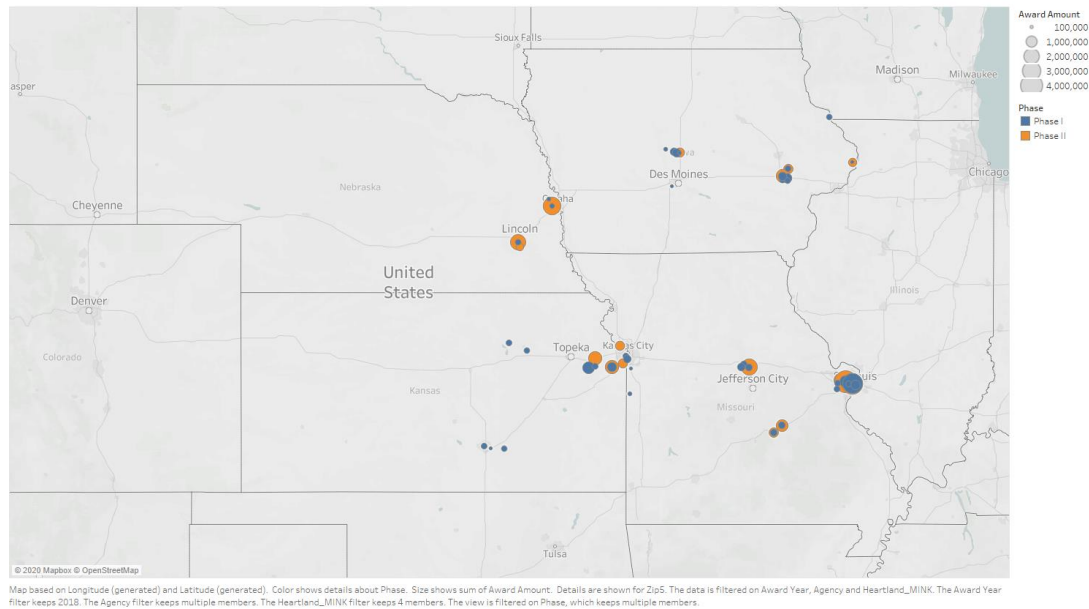 Sioux Falls
Madison
Milwaukee
asper
Des Moines
Chicago
Nebraska
Cheyenne
Lincoln
United
States
Illinois
Denver
Topeka
Colorado
Jefferson City
Kansas
Missouri
Tulsa
© 2020 Mapbox © OpenStreetMap
Award Amount
100,000
1,000,000
2,000,000
3,000,000
4,000,000
Phase
Phase I
Phase II
Map based on Longitude (generated) and Latitude (generated). Color shows details about Phase. Size shows sum of Award Amount. Details are shown for Zip5. The data is filtered on Award Year, Agency and Heartland_MINK. The Award Year
filter keeps 2018. The Agency filter keeps multiple members. The Heartland_MINK filter keeps 4 members. The view is filtered on Phase, which keeps multiple members.